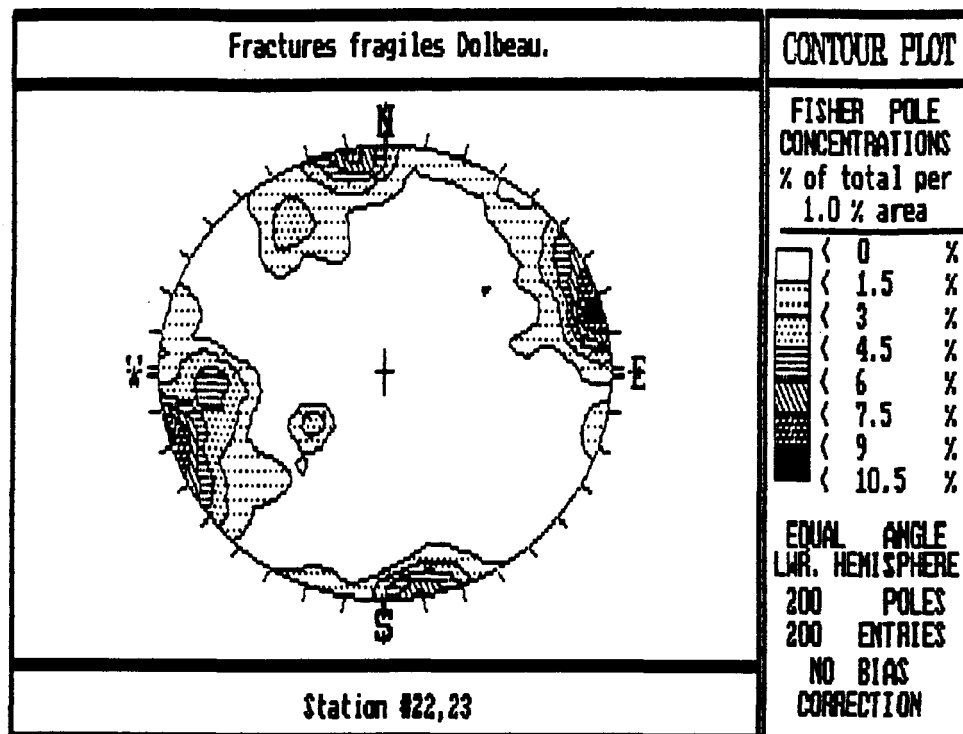 Fractures fragiles Dolbeau.
N
W
E
S
Station #22,23
CONTOUR PLOT
FISHER POLE
CONCENTRATIONS
% of total per
1.0 % area
< 0 %
< 1.5 %
< 3 %
< 4.5 %
< 6 %
< 7.5 %
< 9 %
< 10.5 %
EQUAL ANGLE
LWR. HEMISPHERE
200 POLES
200 ENTRIES
NO BIAS
CORRECTION